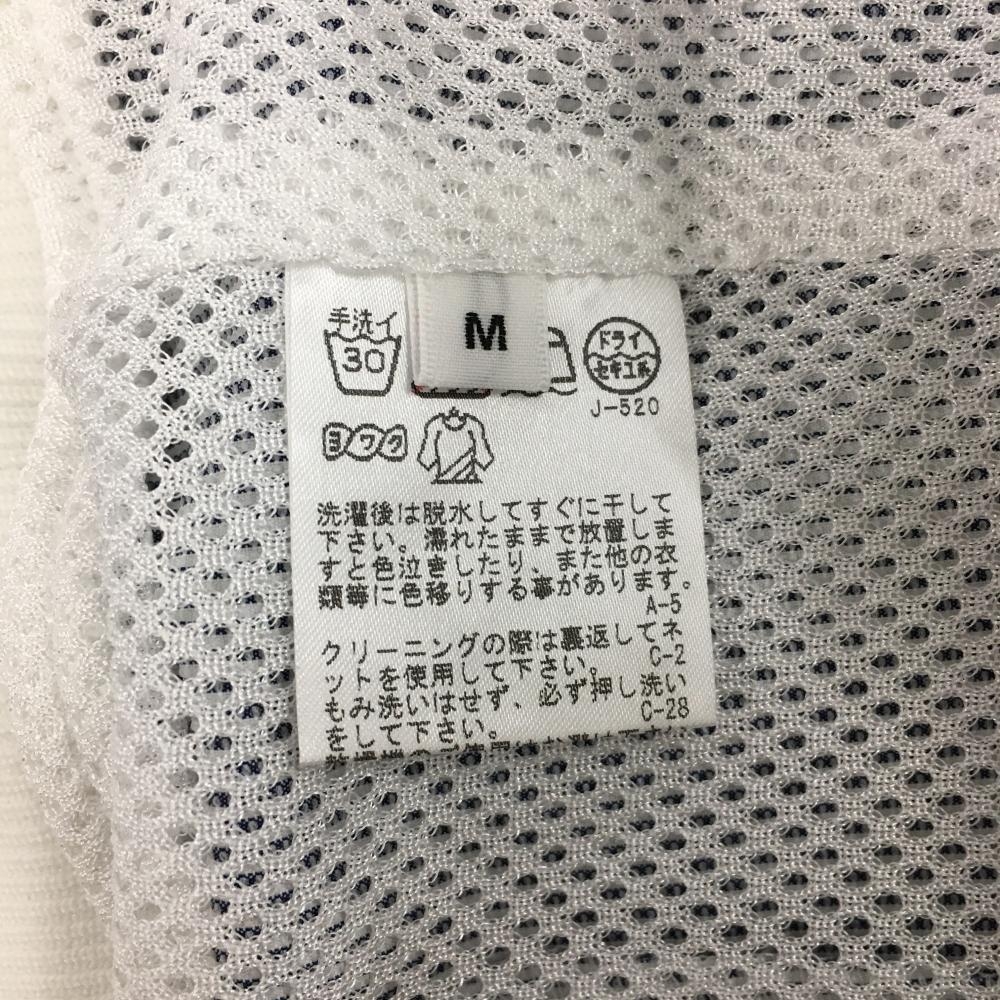 手洗イ
30
M
ドライ
セキユ系
J-520
ヨワク
洗濯後は脱水してすぐに干して
下さい。濡れたままで放置しま
すと色泣きしたり、また他の衣
類等に色移りする事があります。
A-5
クリーニングの際は裏返してネ
ットを使用して下さい。
C-2
もみ洗いはせず、必ず押し洗い
をして下さい。
C-28